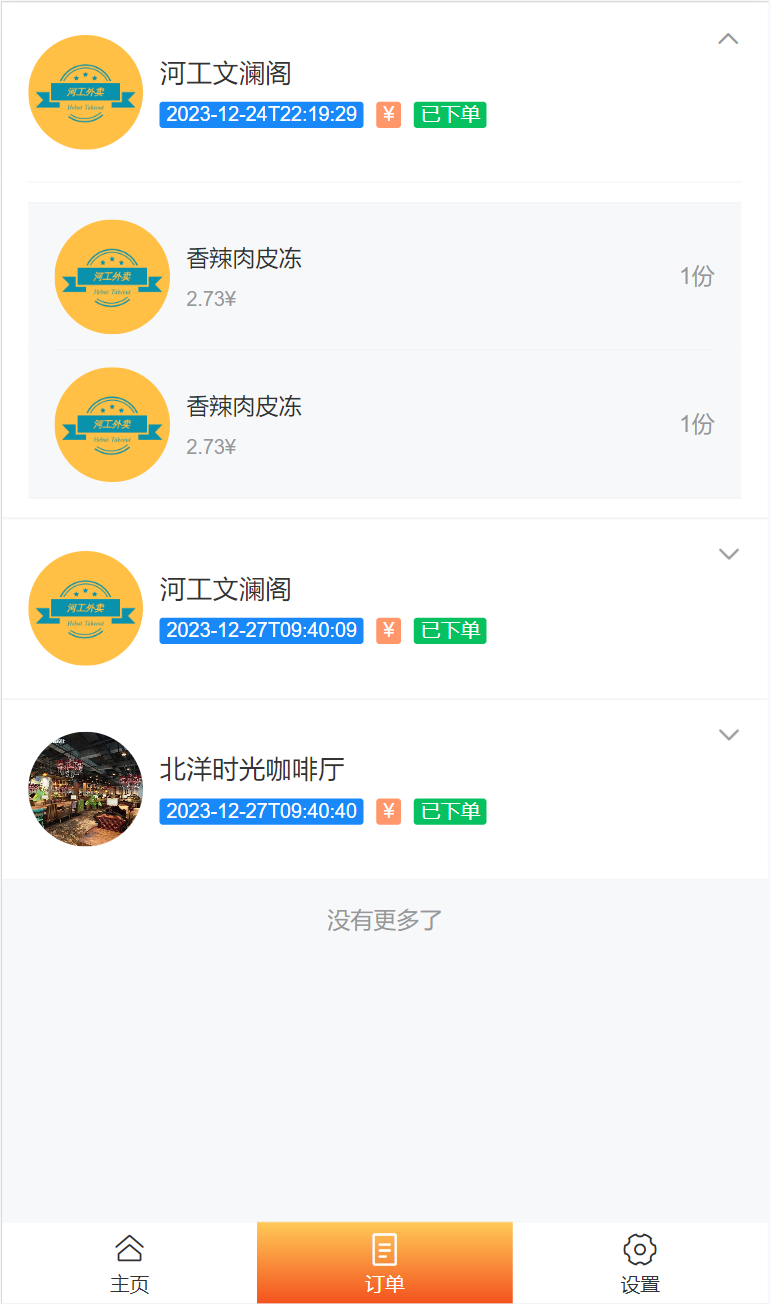 河工外卖
Hebut Takeout
河工文澜阁
2023-12-24T22:19:29 ¥ 已下单
河工外卖
Hebut Takeout
香辣肉皮冻
2.73¥
1份
河工外卖
Hebut Takeout
香辣肉皮冻
2.73¥
1份
河工外卖
Hebut Takeout
河工文澜阁
2023-12-27T09:40:09 ¥ 已下单
北洋时光咖啡厅
2023-12-27T09:40:40 ¥ 已下单
没有更多了
主页 订单 设置